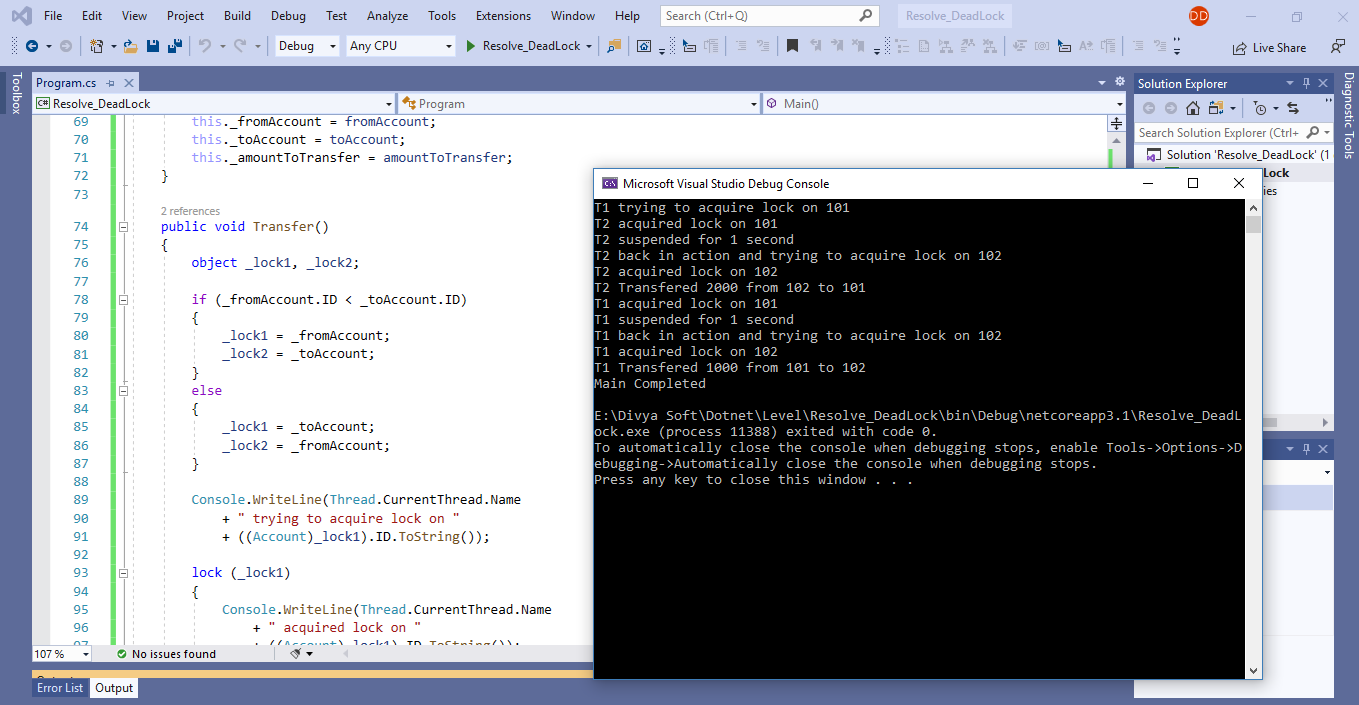 File Edit View Project Build Debug Test Analyze Tools Extensions Window Help Search (Ctrl+Q) Resolve_DeadLock DD
Debug Any CPU Resolve_DeadLock Live Share
Toolbox
Program.cs
C# Resolve_DeadLock Program Main()
69 this._fromAccount = fromAccount;
70 this._toAccount = toAccount;
71 this._amountToTransfer = amountToTransfer;
72 }
73
2 references
74 public void Transfer()
75 {
76 object _lock1, _lock2;
77
78 if (_fromAccount.ID < _toAccount.ID)
79 {
80 _lock1 = _fromAccount;
81 _lock2 = _toAccount;
82 }
83 else
84 {
85 _lock1 = _toAccount;
86 _lock2 = _fromAccount;
87 }
88
89 Console.WriteLine(Thread.CurrentThread.Name
90 + " trying to acquire lock on "
91 + ((Account)_lock1).ID.ToString());
92
93 lock (_lock1)
94 {
95 Console.WriteLine(Thread.CurrentThread.Name
96 + " acquired lock on "
97 + ((Account)_lock1).ID.ToString());
107 % No issues found
Error List Output
Microsoft Visual Studio Debug Console
T1 trying to acquire lock on 101
T2 acquired lock on 101
T2 suspended for 1 second
T2 back in action and trying to acquire lock on 102
T2 acquired lock on 102
T2 Transfered 2000 from 102 to 101
T1 acquired lock on 101
T1 suspended for 1 second
T1 back in action and trying to acquire lock on 102
T1 acquired lock on 102
T1 Transfered 1000 from 101 to 102
Main Completed
E:\Divya Soft\Dotnet\Level\Resolve_DeadLock\bin\Debug\netcoreapp3.1\Resolve_DeadL
ock.exe (process 11388) exited with code 0.
To automatically close the console when debugging stops, enable Tools->Options->D
ebugging->Automatically close the console when debugging stops.
Press any key to close this window . . .
Solution Explorer
Search Solution Explorer (Ctrl+
Solution 'Resolve_DeadLock' (1
Lock
ies
Diagnostic Tools